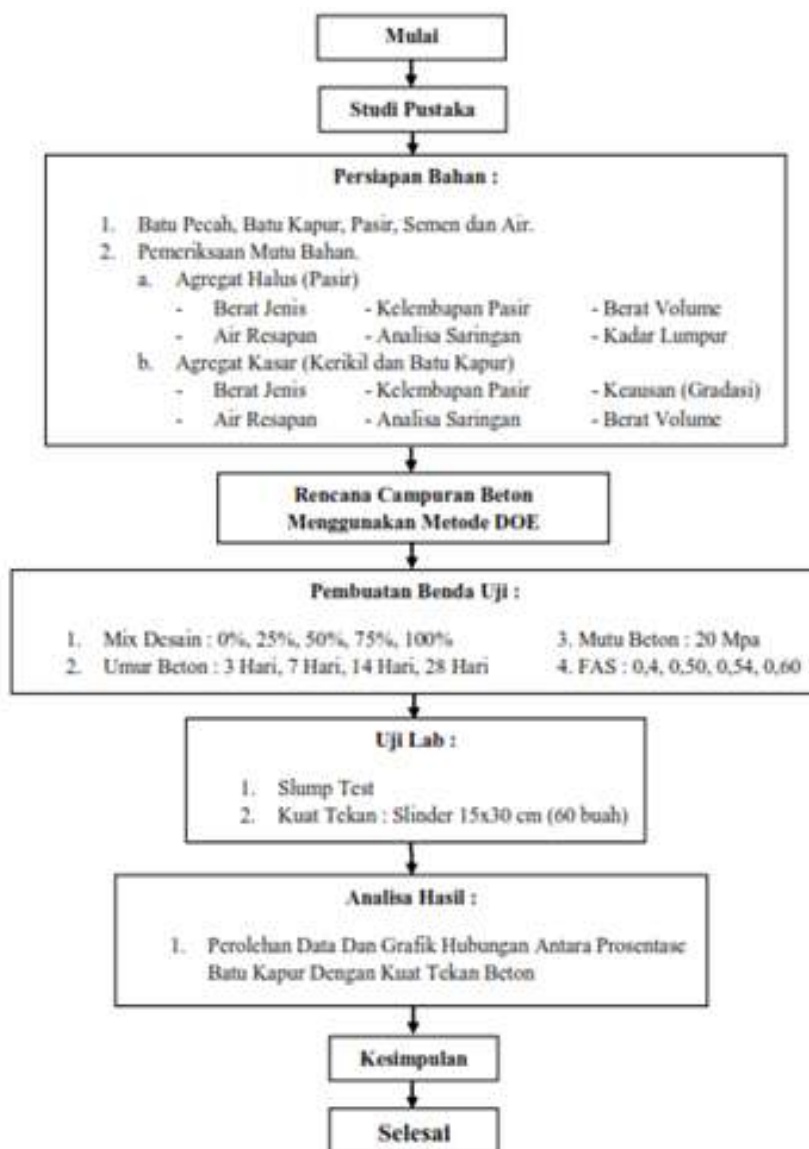 Mulai
Studi Pustaka
Persiapan Bahan :
1. Batu Pecah, Batu Kapur, Pasir, Semen dan Air.
2. Pemeriksaan Mutu Bahan.
a. Agregat Halus (Pasir)
- Berat Jenis - Kelembapan Pasir - Berat Volume
- Air Resapan - Analisa Saringan - Kadar Lumpur
b. Agregat Kasar (Kerikil dan Batu Kapur)
- Berat Jenis - Kelembapan Pasir - Keausan (Gradasi)
- Air Resapan - Analisa Saringan - Berat Volume
Rencana Campuran Beton
Menggunakan Metode DOE
Pembuatan Benda Uji :
1. Mix Desain : 0%, 25%, 50%, 75%, 100% 3. Mutu Beton : 20 Mpa
2. Umur Beton : 3 Hari, 7 Hari, 14 Hari, 28 Hari 4. FAS : 0,4, 0,50, 0,54, 0,60
Uji Lab :
1. Slump Test
2. Kuat Tekan : Slinder 15x30 cm (60 buah)
Analisa Hasil :
1. Perolehan Data Dan Grafik Hubungan Antara Prosentase
Batu Kapur Dengan Kuat Tekan Beton
Kesimpulan
Selesai